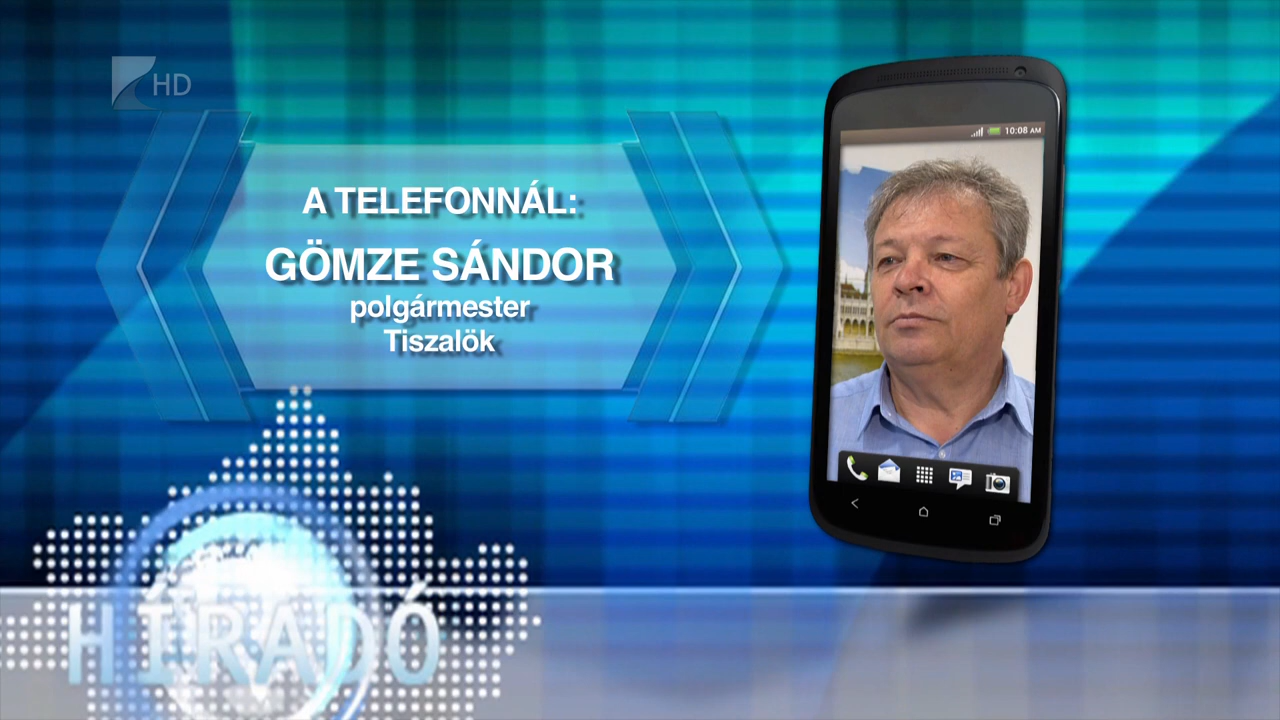 HD
A TELEFONNÁL:
GÖMZE SÁNDOR
polgármester
Tiszalök
10:08 AM
HÍRADÓ